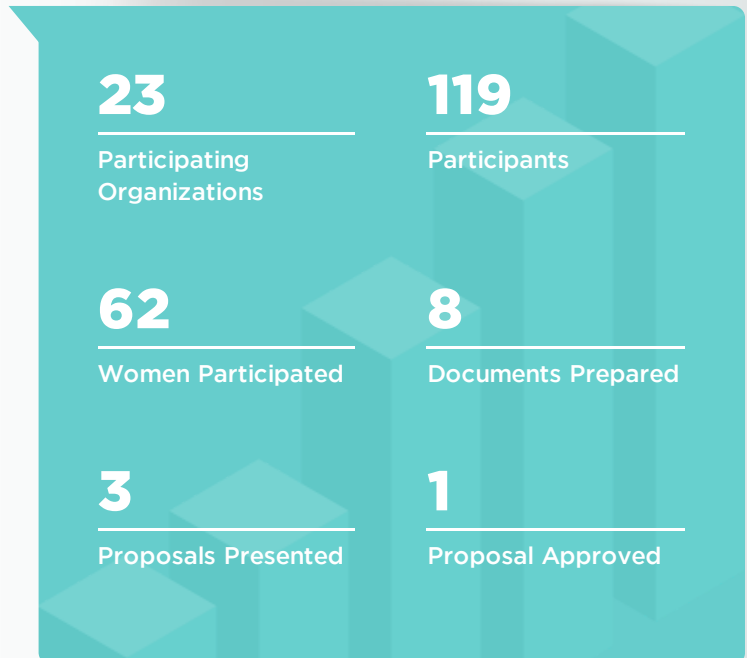 23
Participating
Organizations
119
Participants
62
Women Participated
8
Documents Prepared
3
Proposals Presented
1
Proposal Approved